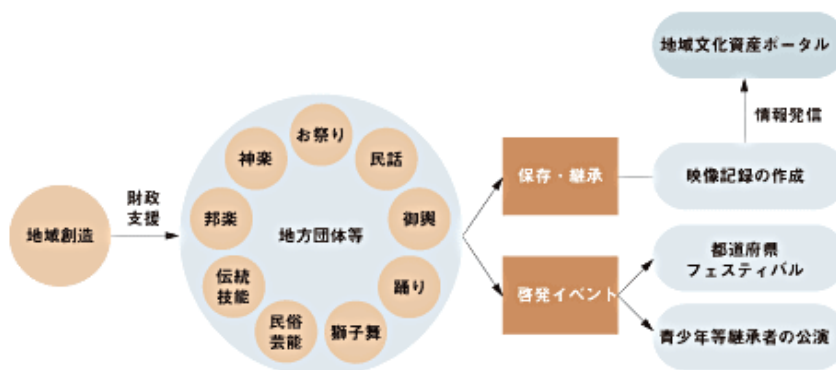 地域創造
財政
支援
地方団体等
お祭り
民話
御輿
踊り
獅子舞
民俗
芸能
伝統
技能
邦楽
神楽
保存・継承
啓発イベント
地域文化資産ポータル
情報発信
映像記録の作成
都道府県
フェスティバル
青少年等継承者の公演